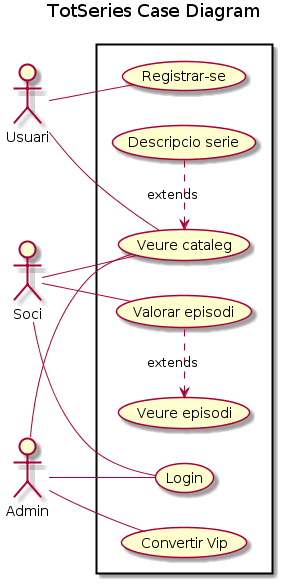 TotSeries Case Diagram
Registrar-se
Usuari
Descripcio serie
extends
Veure cataleg
Soci
Valorar episodi
extends
Veure episodi
Login
Admin
Convertir Vip